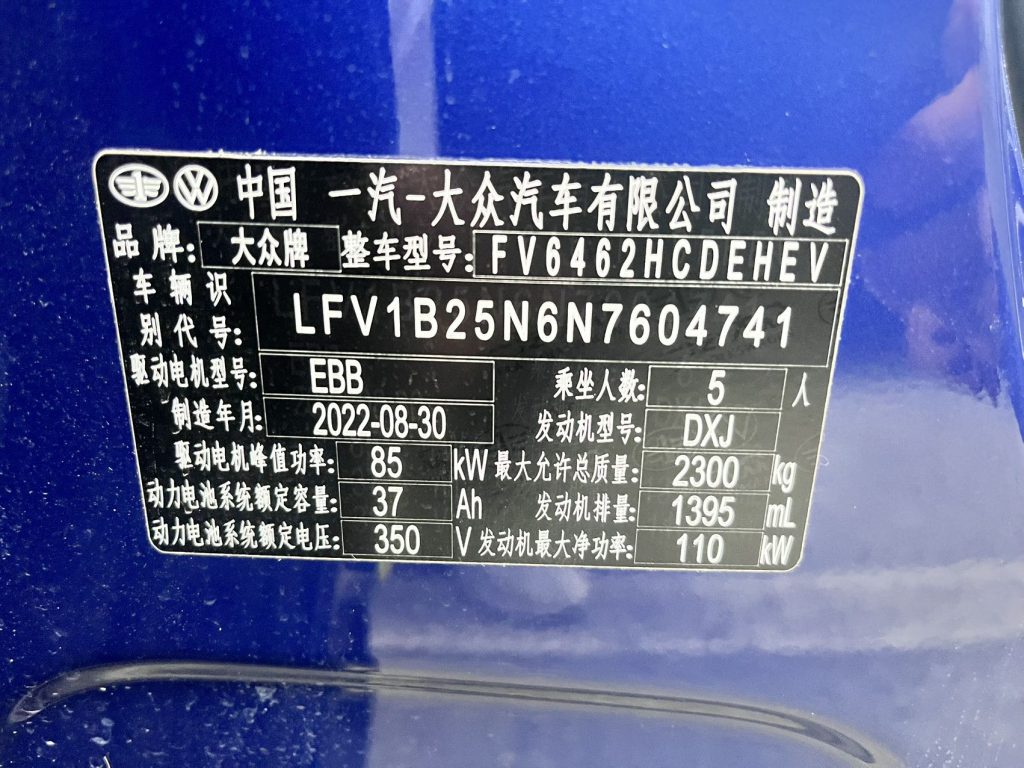 中国 一汽-大众汽车有限公司 制造
品牌: 大众牌 整车型号: FV6462HCDEHEV
车辆识别代号: LFV1B25N6N7604741
驱动电机型号: EBB 乘坐人数: 5 人
制造年月: 2022-08-30 发动机型号: DXJ
驱动电机峰值功率: 85 kW 最大允许总质量: 2300 kg
动力电池系统额定容量: 37 Ah 发动机排量: 1395 mL
动力电池系统额定电压: 350 V 发动机最大净功率: 110 kW